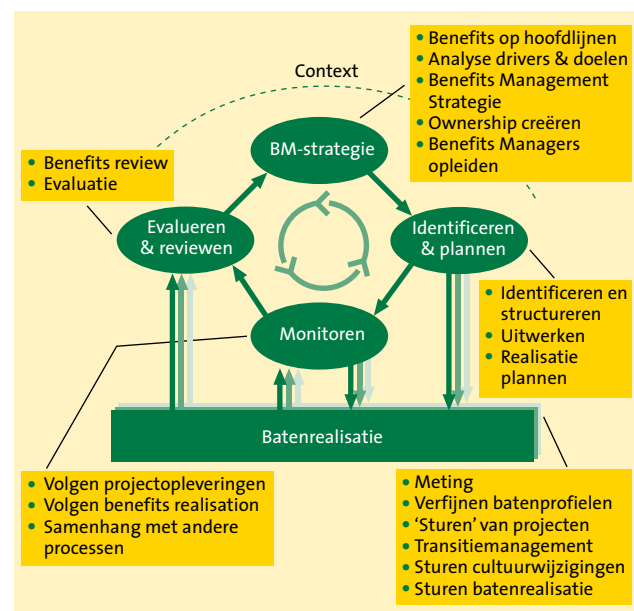 • Benefits op hoofdlijnen
• Analyse drivers & doelen
• Benefits Management
Strategie
• Ownership creëren
• Benefits Managers
opleiden
Context
BM-strategie
• Benefits review
• Evaluatie
Evalueren
& reviewen
Identificeren
& plannen
• Identificeren en
structureren
• Uitwerken
• Realisatie
plannen
Monitoren
Batenrealisatie
• Volgen projectopleveringen
• Volgen benefits realisation
• Samenhang met andere
processen
• Meting
• Verfijnen batenprofielen
• ‘Sturen’ van projecten
• Transitiemanagement
• Sturen cultuurwijzigingen
• Sturen batenrealisatie